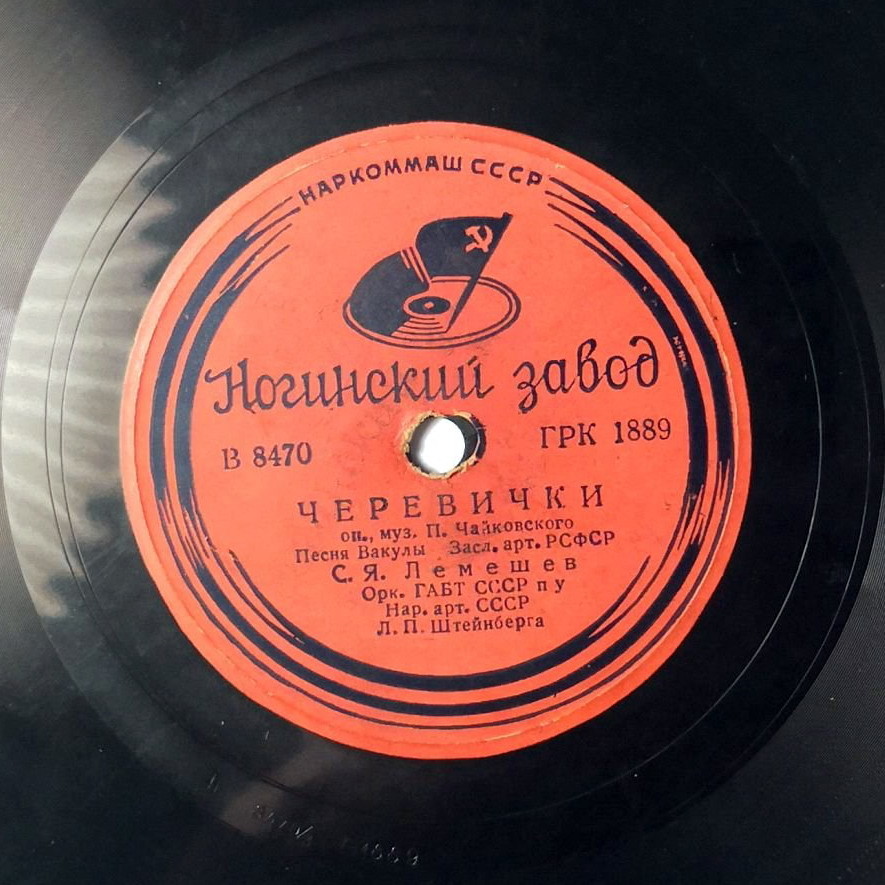 НАРКОММАШ СССР
Ногинский завод
В 8470
ГРК 1889
ЧЕРЕВИЧКИ
оп., муз. П. Чайковского
Песня Вакулы Засл. арт. РСФСР
С. Я. Лемешев
Орк. ГАБТ СССР п у
Нар. арт. СССР
Л. П. Штейнберга